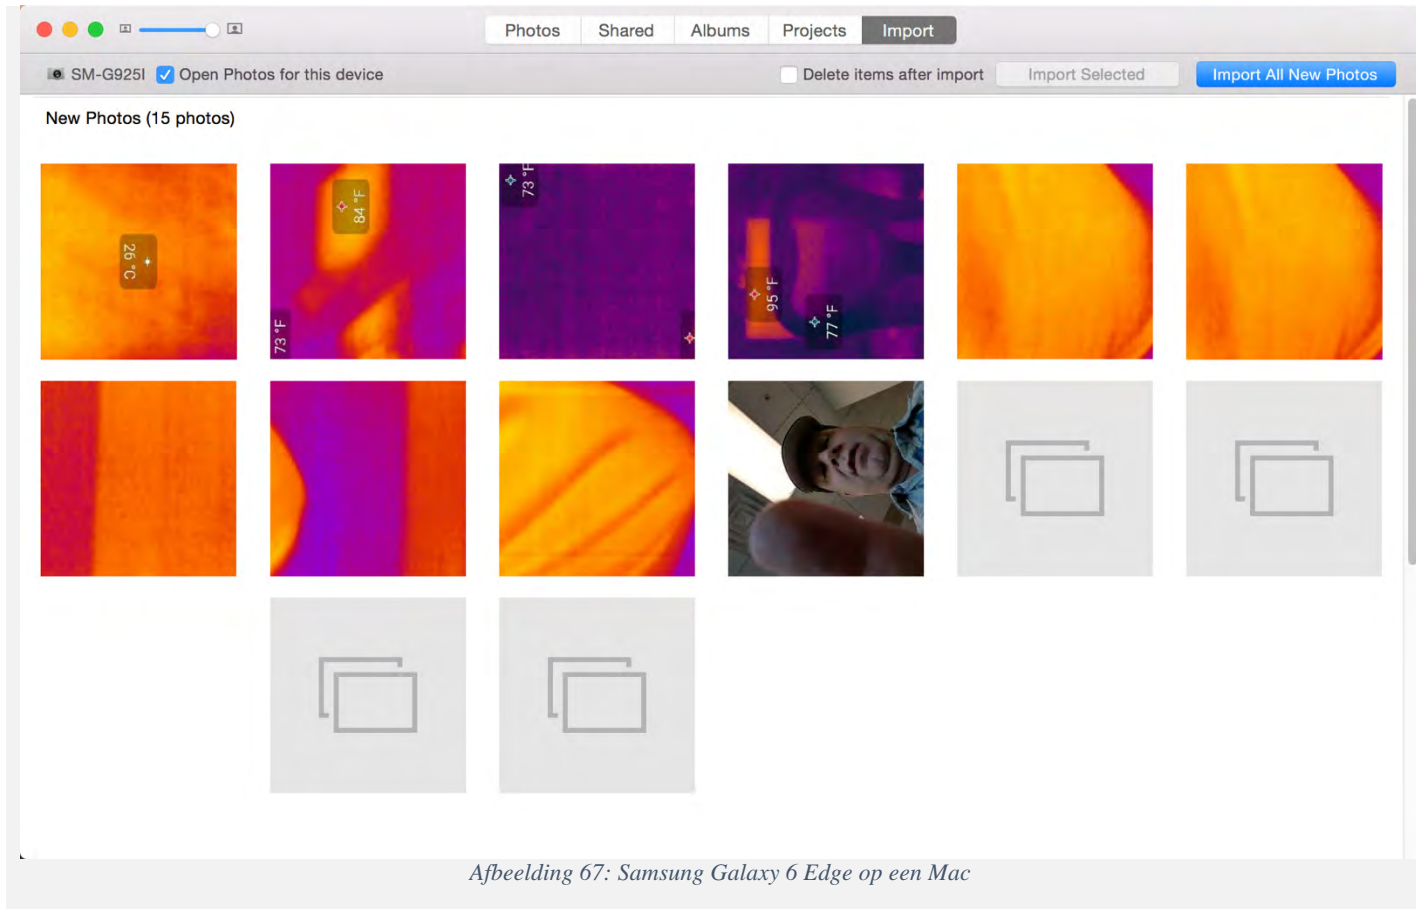 Photos Shared Albums Projects Import
SM-G925I Open Photos for this device Delete items after import Import Selected Import All New Photos
New Photos (15 photos)
26 °C
84 °F
73 °F
73 °F
95 °F
77 °F
Afbeelding 67: Samsung Galaxy 6 Edge op een Mac